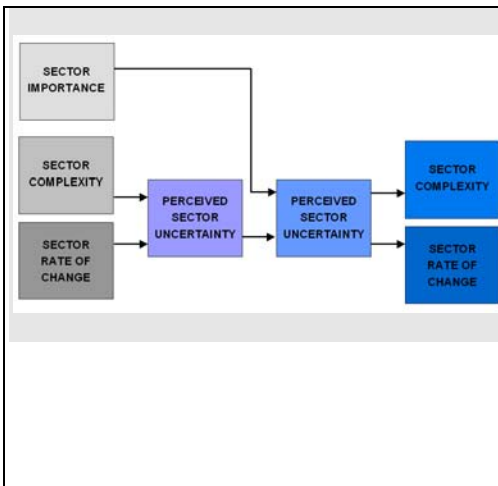 SECTOR
IMPORTANCE
SECTOR
COMPLEXITY
SECTOR
RATE OF
CHANGE
PERCEIVED
SECTOR
UNCERTAINTY
PERCEIVED
SECTOR
UNCERTAINTY
SECTOR
COMPLEXITY
SECTOR
RATE OF
CHANGE